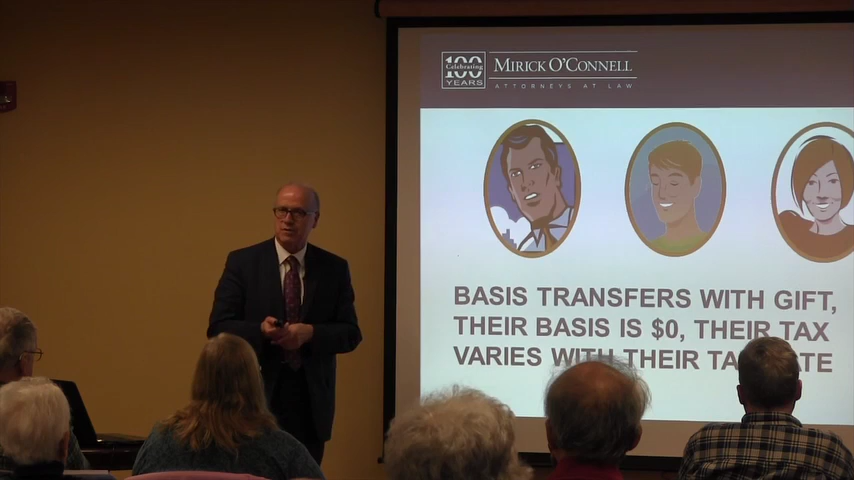 Celebrating
100
YEARS
MIRICK O'CONNELL
ATTORNEYS AT LAW
BASIS TRANSFERS WITH GIFT,
THEIR BASIS IS $0, THEIR TAX
VARIES WITH THEIR